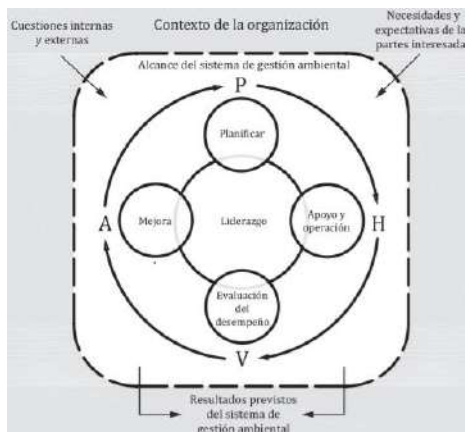 Cuestiones internas
y externas
Contexto de la organización
Necesidades y
expectativas de la
partes interesada
Alcance del sistema de gestión ambiental
P
Planificar
A
Mejora
Liderazgo
Apoyo y
operación
H
Evaluación
del
desempeño
V
Resultados previstos
del sistema de
gestión ambiental